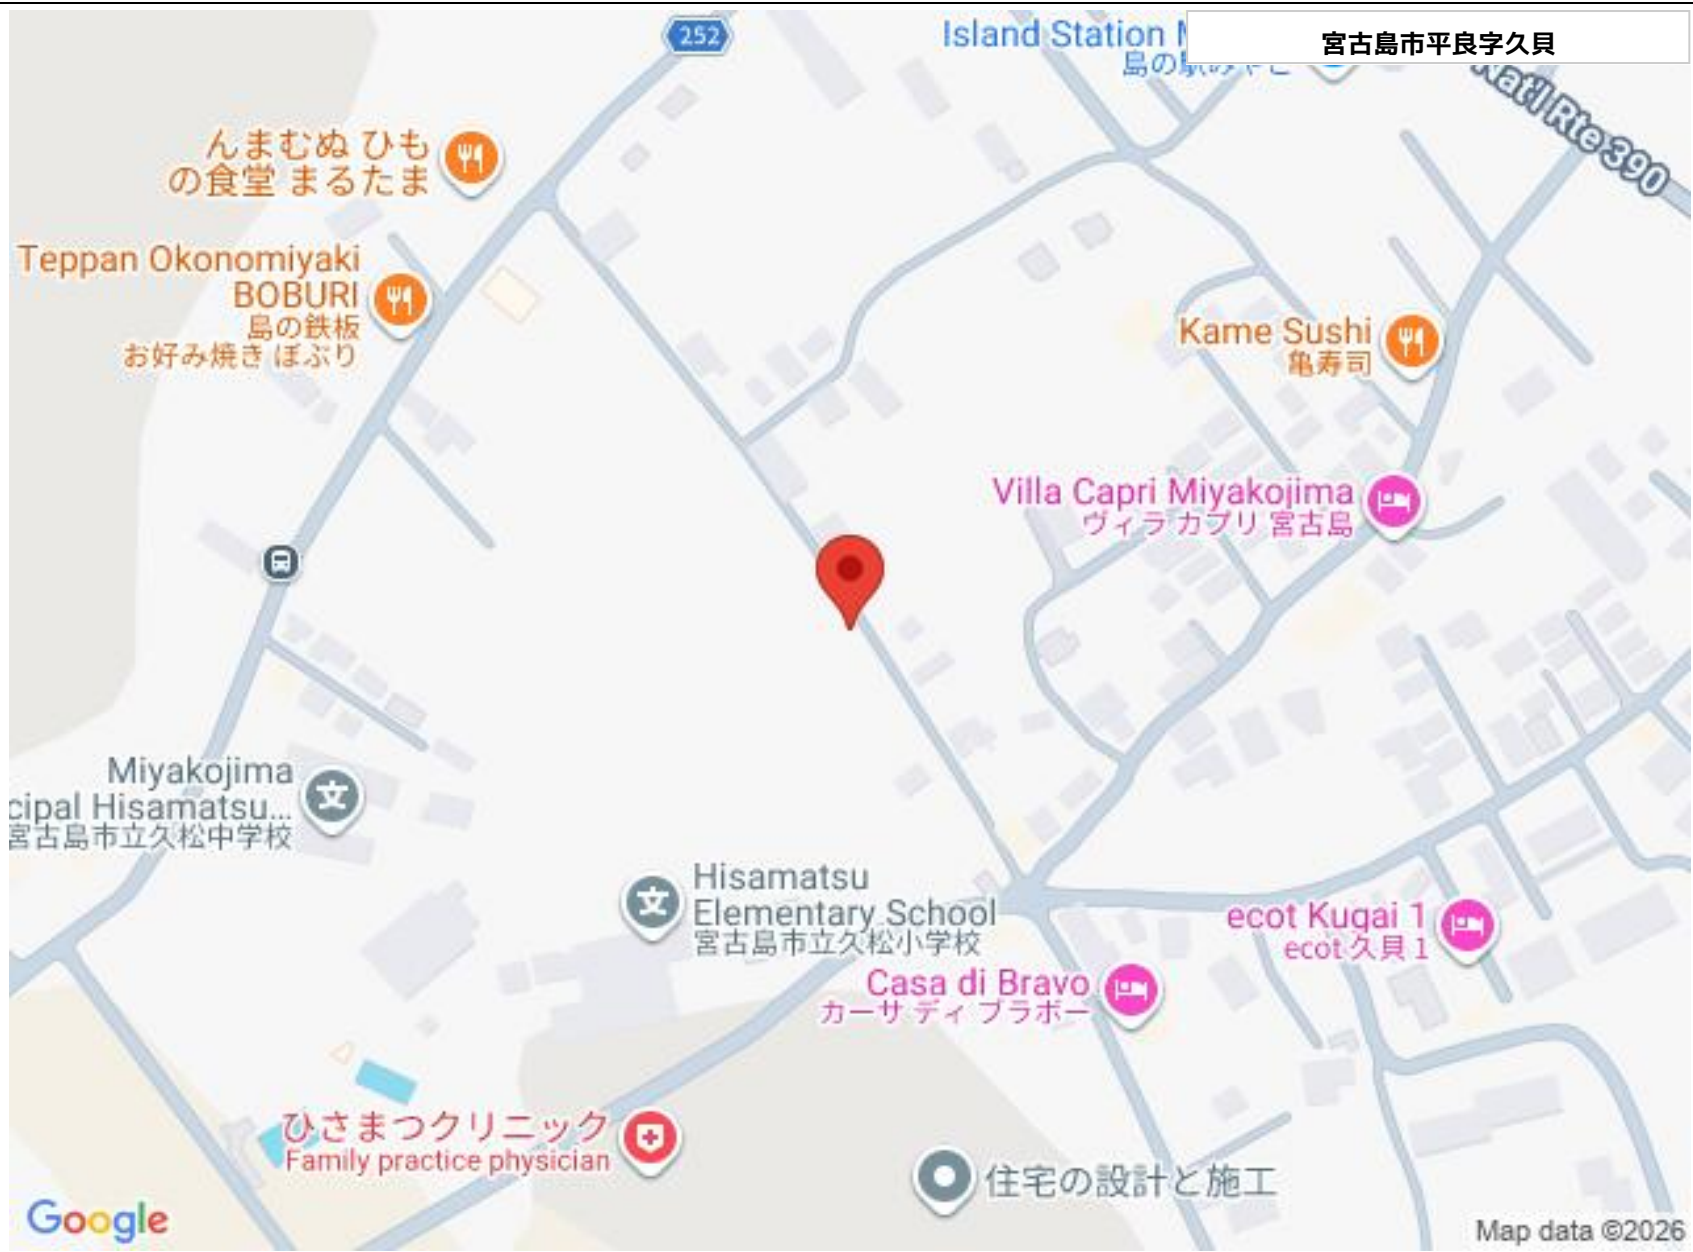 252
Island Station
宮古島市平良字久貝
島の駅みやこ
Nat'l Rte 390
んまむぬ ひも
の食堂 まるたま
Teppan Okonomiyaki
BOBURI
島の鉄板
お好み焼き ぼぶり
Kame Sushi
亀寿司
Villa Capri Miyakojima
ヴィラ カプリ 宮古島
Miyakojima
cipal Hisamatsu...
宮古島市立久松中学校
Hisamatsu
Elementary School
宮古島市立久松小学校
ecot Kugai 1
ecot 久貝 1
Casa di Bravo
カーサ ディ ブラボー
ひさまつクリニック
Family practice physician
住宅の設計と施工
Google
Map data ©2026